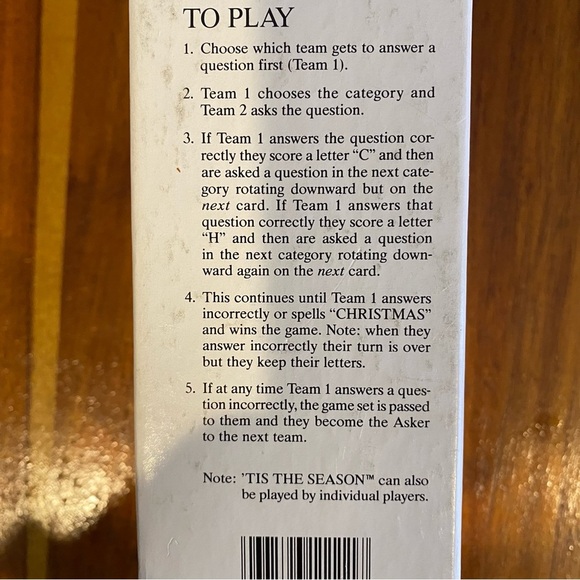 TO PLAY
1. Choose which team gets to answer a
question first (Team 1).
2. Team 1 chooses the category and
Team 2 asks the question.
3. If Team 1 answers the question cor-
rectly they score a letter “C” and then
are asked a question in the next cate-
gory rotating downward but on the
next card. If Team 1 answers that
question correctly they score a letter
“H” and then are asked a question
in the next category rotating down-
ward again on the next card.
4. This continues until Team 1 answers
incorrectly or spells “CHRISTMAS”
and wins the game. Note: when they
answer incorrectly their turn is over
but they keep their letters.
5. If at any time Team 1 answers a ques-
tion incorrectly, the game set is passed
to them and they become the Asker
to the next team.
Note: ’TIS THE SEASON™ can also
be played by individual players.